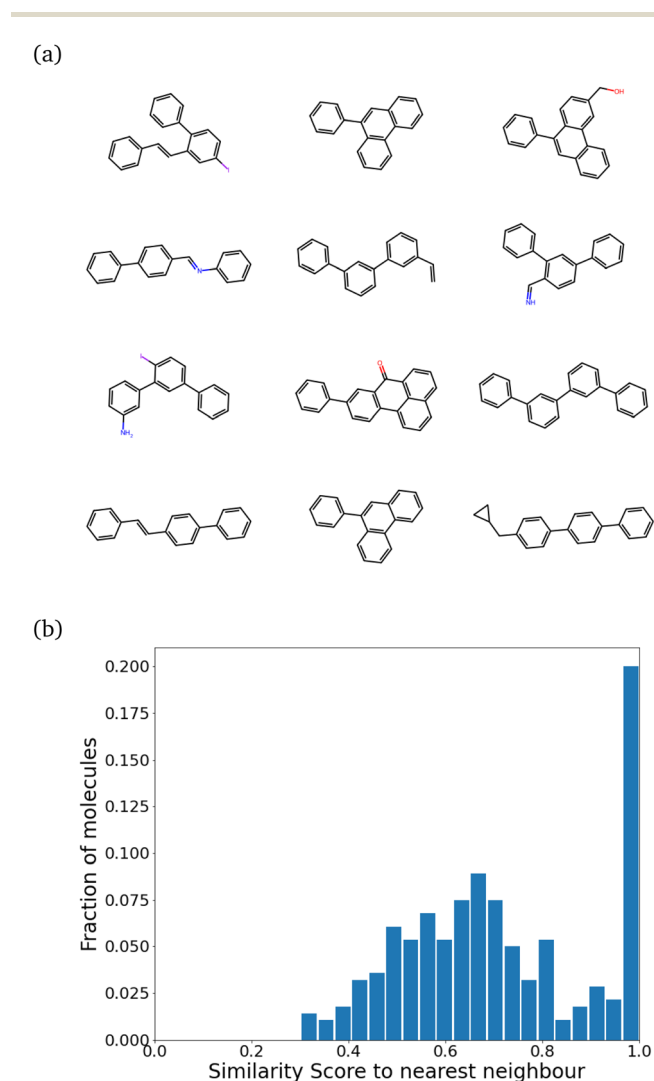 (a)
OH
I
N
NH
I
NH2
O
(b)
0.200
0.175
0.150
0.125
0.100
0.075
0.050
0.025
0.000
Fraction of molecules
0.0 0.2 0.4 0.6 0.8 1.0
Similarity Score to nearest neighbour